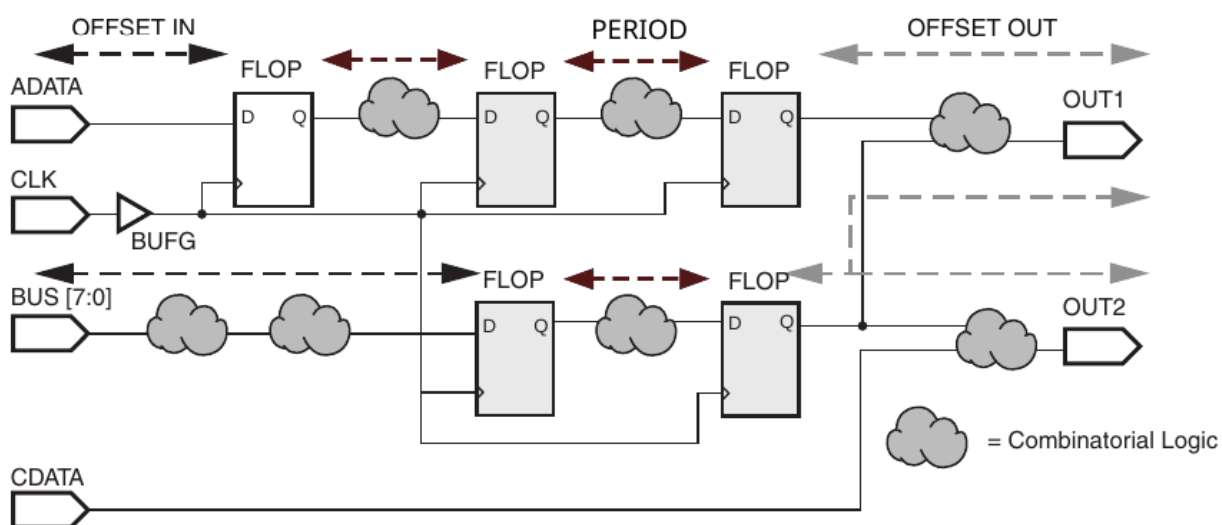 OFFSET IN
PERIOD
OFFSET OUT
FLOP
FLOP
FLOP
ADATA
OUT1
D Q
D Q
D Q
CLK
BUFG
FLOP
FLOP
BUS [7:0]
OUT2
D Q
D Q
= Combinatorial Logic
CDATA